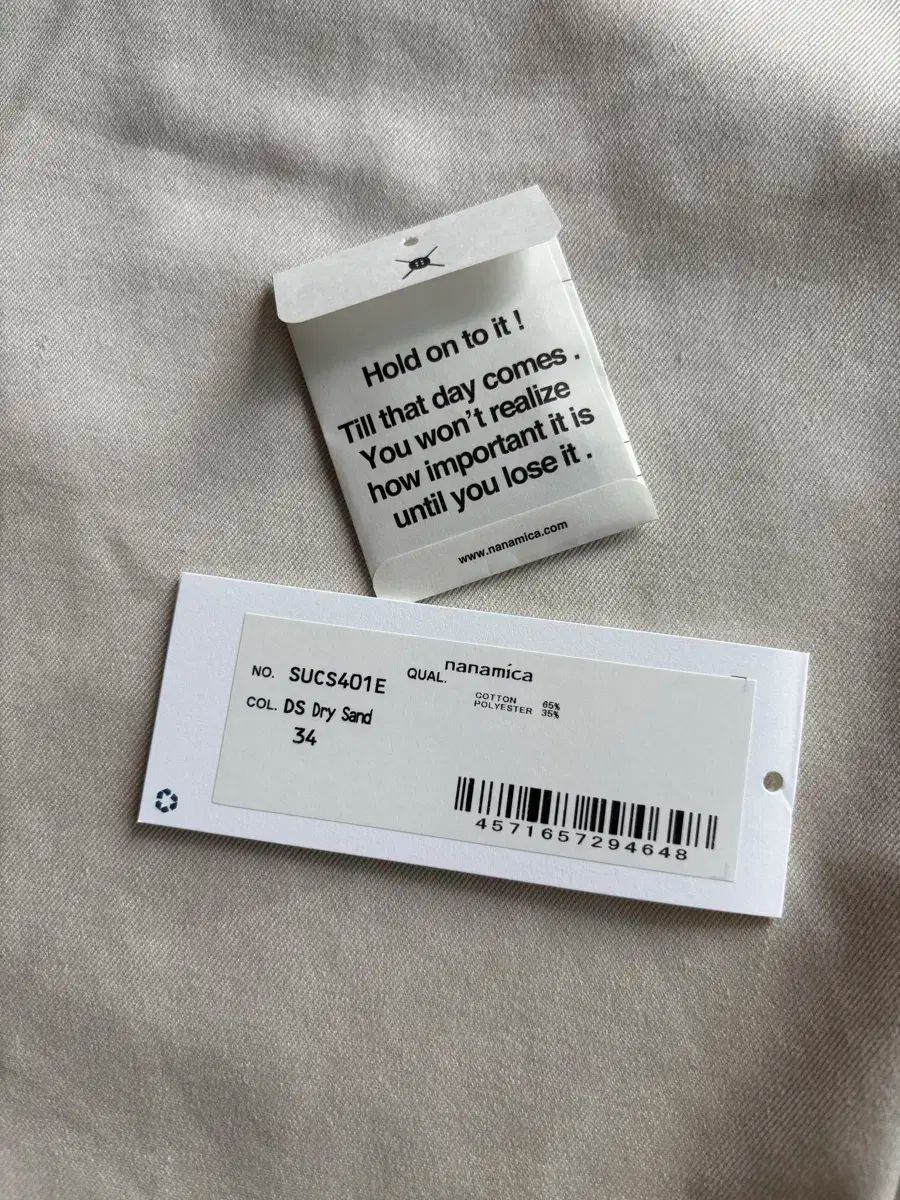 Hold on to it !
Till that day comes .
You won't realize
how important it is
until you lose it .
www.nanamica.com
NO. SUCS401E QUAL. nanamica
COL. DS Dry Sand
34
COTTON 65%
POLYESTER 35%
4571657294648